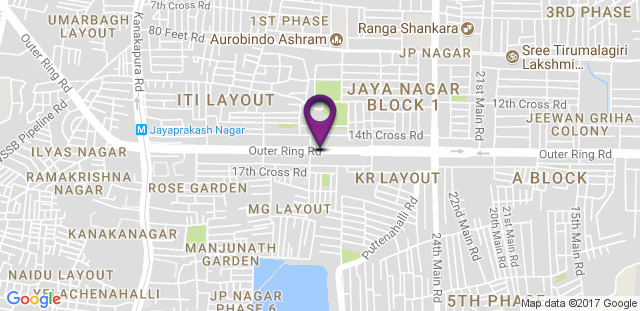 UMARBAGH
LAYOUT
80 Feet Rd
1ST PHASE
Aurobindo Ashram
Ranga Shankara
JP NAGAR
3RD PHASE
Sree Tirumalagiri
Lakshmi...
Outer Ring Rd
Kanakapura Rd
ITI LAYOUT
JAYA NAGAR
BLOCK 1
21st Main Rd
12th Cross Rd
JEEWAN GRIHA
COLONY
VSSB Pipeline Rd
M Jayaprakash Nagar
14th Cross Rd
ILYAS NAGAR
Outer Ring Rd
Outer Ring Rd
RAMAKRISHNA
NAGAR
ROSE GARDEN
17th Cross Rd
KR LAYOUT
A BLOCK
MG LAYOUT
Puttenahalli Rd
22nd Main Rd
21st Main Rd
20th Main Rd
15th Main Rd
KANAKANAGAR
MANJUNATH
GARDEN
24th Main Rd
NAIDU LAYOUT
YELACHENAHALLI
JP NAGAR
PHASE 6
5TH PHASE
Google
Map data ©2017 Google